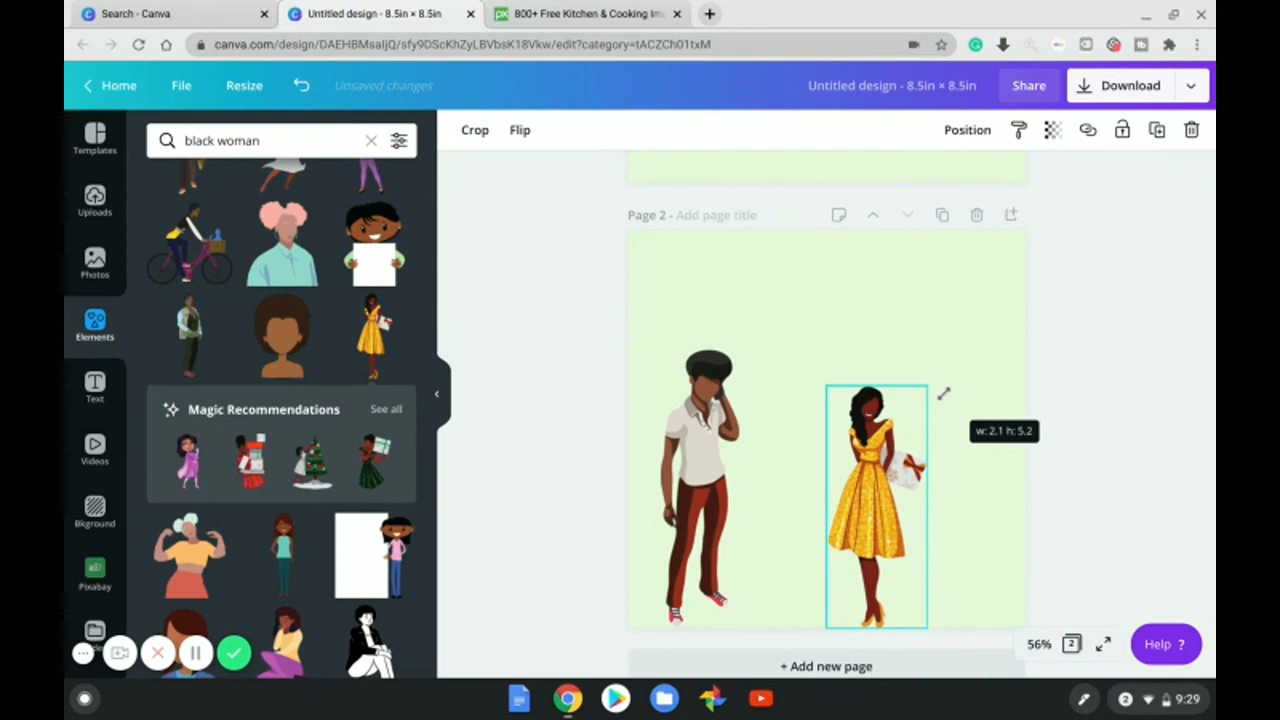 Search - Canva
Untitled design - 8.5in × 8.5in
800+ Free Kitchen & Cooking Im
canva.com/design/DAEHBMsaljQ/sfy9DScKhZyLBVbsK18Vkw/edit?category=tACZCh01txM
Home
File
Resize
Unsaved changes
Untitled design - 8.5in × 8.5in
Share
Download
black woman
Crop
Flip
Position
Templates
Uploads
Photos
Elements
Text
Videos
Bkground
Pixabay
Magic Recommendations
See all
Page 2 - Add page title
w: 2.1 h: 5.2
+ Add new page
56%
2
Help ?
2
9:29